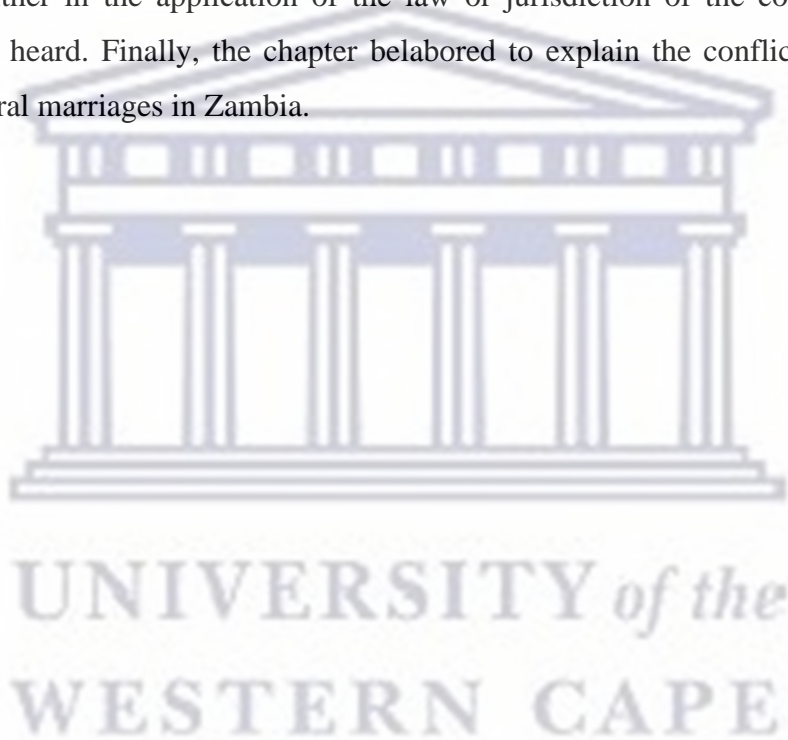 in the application of the law or jurisdiction of the
heard. Finally, the chapter belabored to explain the
marriages in Zambia.
UNIVERSITY of the
WESTERN CAPE